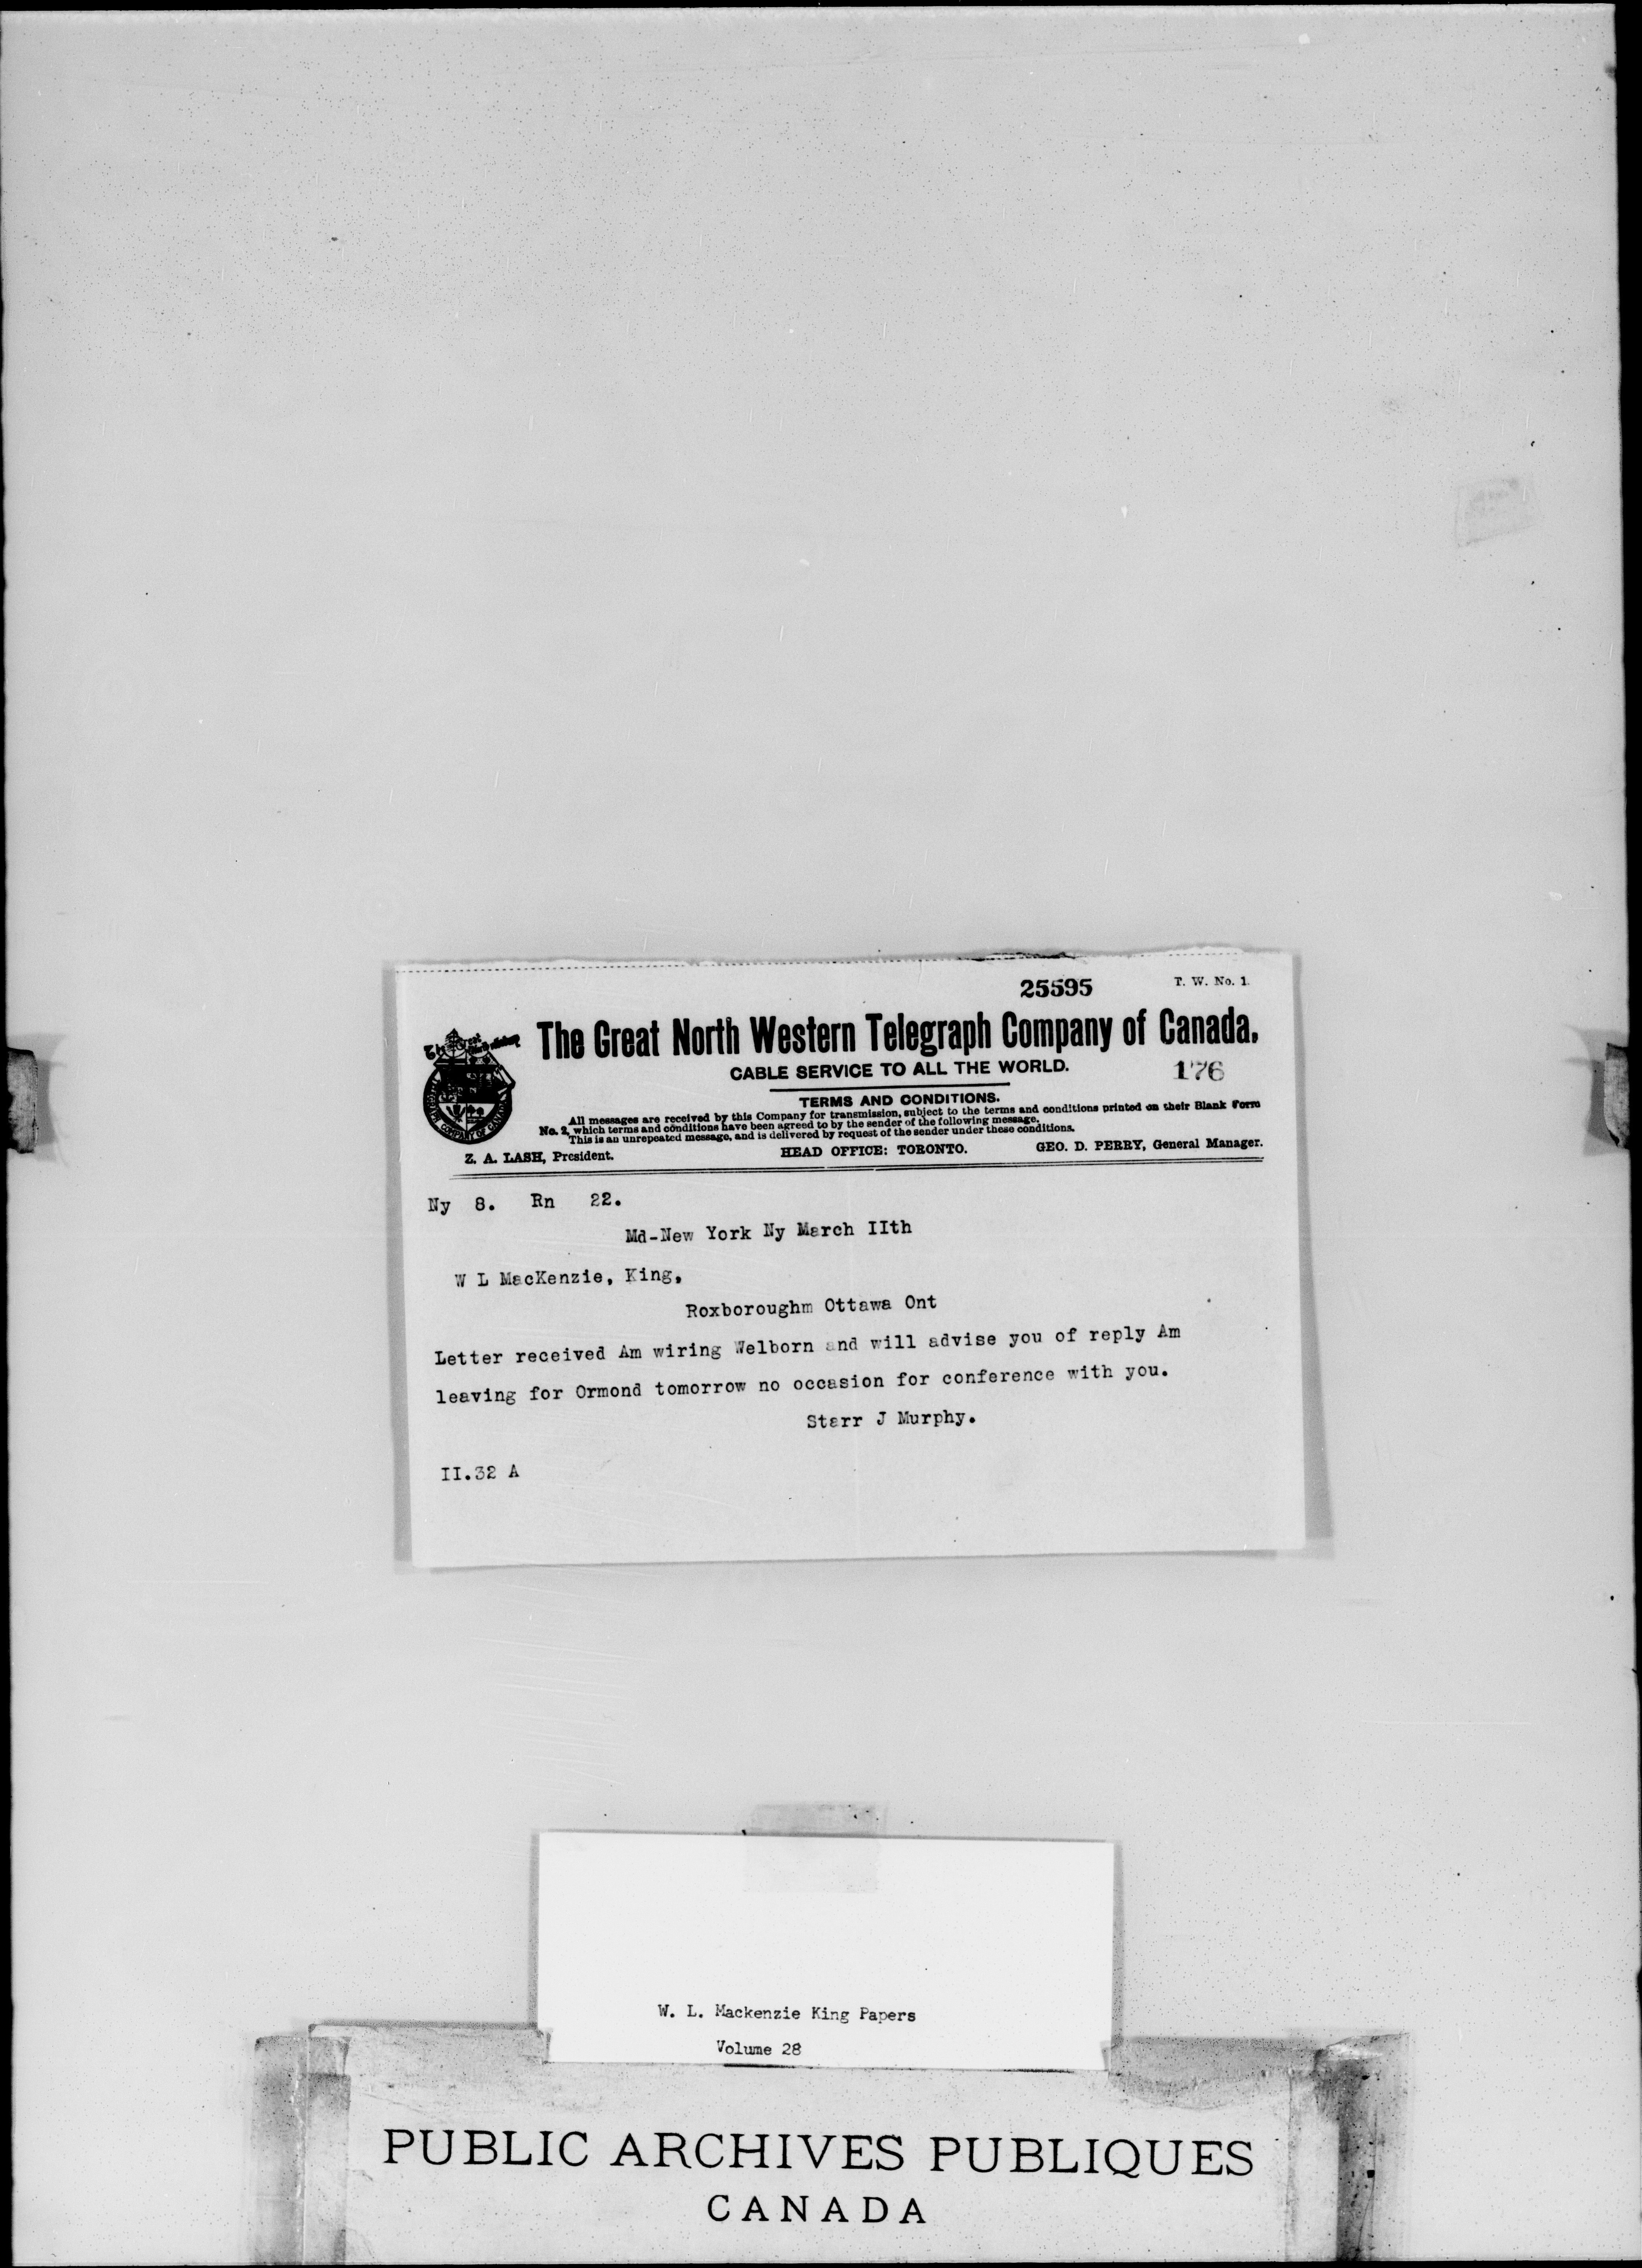 25595
T. W. No. 1.
The Great North Western Telegraph Company of Canada.
CABLE SERVICE TO ALL THE WORLD.
176
TERMS AND CONDITIONS.
All messages are received by this Company for transmission, subject to the terms and conditions printed on their Blank Form
No. 2, which terms and conditions have been agreed to by the sender of the following message.
This is an unrepeated message, and is delivered by request of the sender under these conditions.
Z. A. LASH, President. HEAD OFFICE: TORONTO. GEO. D. PERRY, General Manager.
Ny 8. Rn 22.
Md-New York Ny March IIth
W L MacKenzie, King,
Roxboroughm Ottawa Ont
Letter received Am wiring Welborn and will advise you of reply Am
leaving for Ormond tomorrow no occasion for conference with you.
Starr J Murphy.
II.32 A
W. L. Mackenzie King Papers
Volume 28
PUBLIC ARCHIVES PUBLIQUES
CANADA